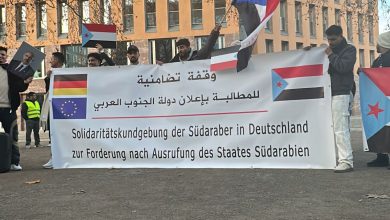 وقفة تضامنية
للمطالبة بإعلان دولة الجنوب العربي
Solidaritätskundgebung der Südaraber in Deutschland
zur Forderung nach Ausrufung des Staates Südarabien